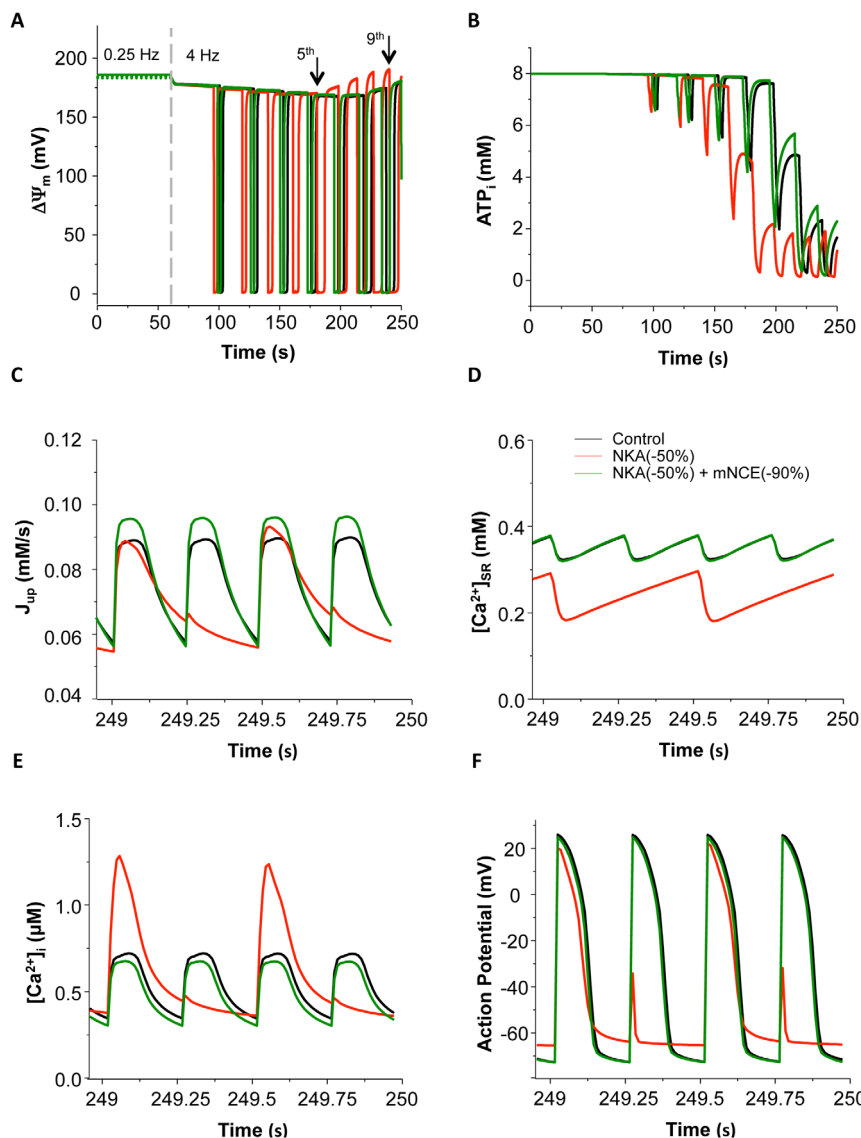 A
B
0.25 Hz
4 Hz
5th
9th
200
175
100
175
50
0
ΔΨm (mV)
0 50 100 150 200 250
Time (s)
10
8
6
4
2
0
ATPi (mM)
0 25 50 75 100 150 200 250
Time (s)
C
D
0.12
0.10
0.08
0.06
0.04
Jup (mM/s)
249 249.25 249.5 249.75 250
Time (s)
Control
NKA(-50%)
NKA(-50%) + mNCE(-90%)
0.6
0.4
0.2
0.0
[Ca2+]SR (mM)
249 249.25 249.5 249.75 250
Time (s)
E
F
1.5
1.0
0.5
0.0
[Ca2+]i (μM)
249 249.25 249.5 249.75 250
Time (s)
20
0
-20
-40
-60
Action Potential (mV)
249 249.25 249.5 249.75 250
Time (s)